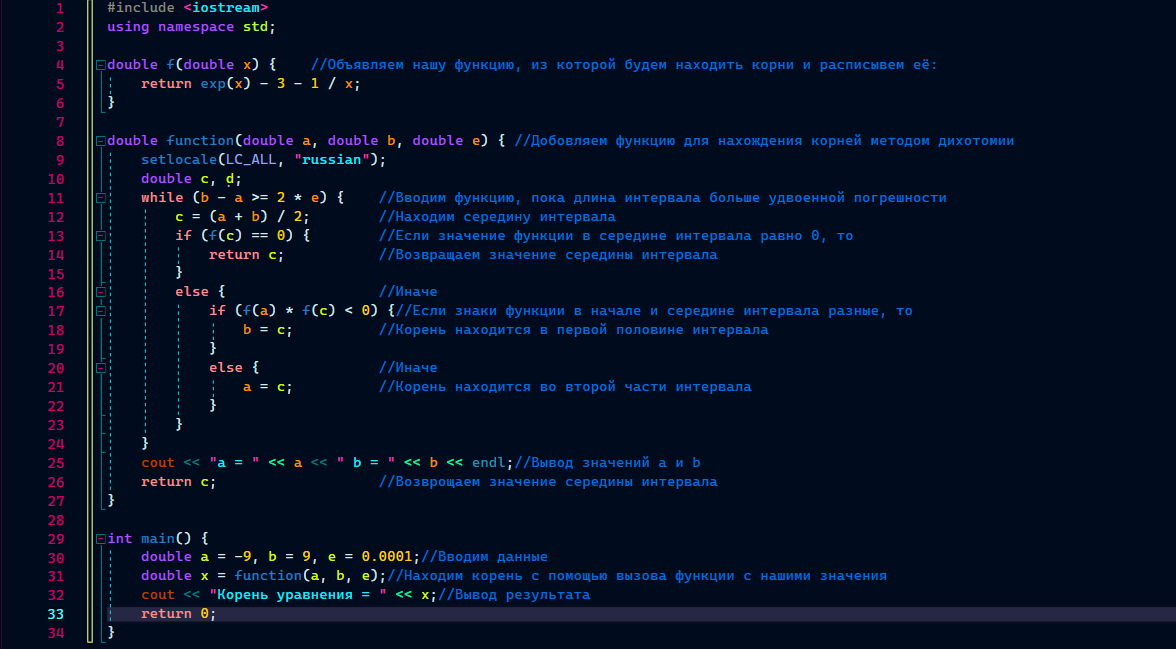 1 #include <iostream>
2 using namespace std;
3
4 double f(double x) {    //Объявляем нашу функцию, из которой будем находить корни и расписывем её:
5     return exp(x) - 3 - 1 / x;
6 }
7
8 double function(double a, double b, double e) { //Добовляем функцию для нахождения корней методом дихотомии
9     setlocale(LC_ALL, "russian");
10     double c, d;
11     while (b - a >= 2 * e) {    //Вводим функцию, пока длина интервала больше удвоенной погрешности
12         c = (a + b) / 2;        //Находим середину интервала
13         if (f(c) == 0) {        //Если значение функции в середине интервала равно 0, то
14             return c;           //Возвращаем значение середины интервала
15         }
16         else {                  //Иначе
17             if (f(a) * f(c) < 0) {//Если знаки функции в начале и середине интервала разные, то
18                 b = c;          //Корень находится в первой половине интервала
19             }
20             else {              //Иначе
21                 a = c;          //Корень находится во второй части интервала
22             }
23         }
24     }
25     cout << "a = " << a << " b = " << b << endl;//Вывод значений a и b
26     return c;                   //Возврощаем значение середины интервала
27 }
28
29 int main() {
30     double a = -9, b = 9, e = 0.0001;//Вводим данные
31     double x = function(a, b, e);//Находим корень с помощью вызова функции с нашими значения
32     cout << "Корень уравнения = " << x;//Вывод результата
33     return 0;
34 }